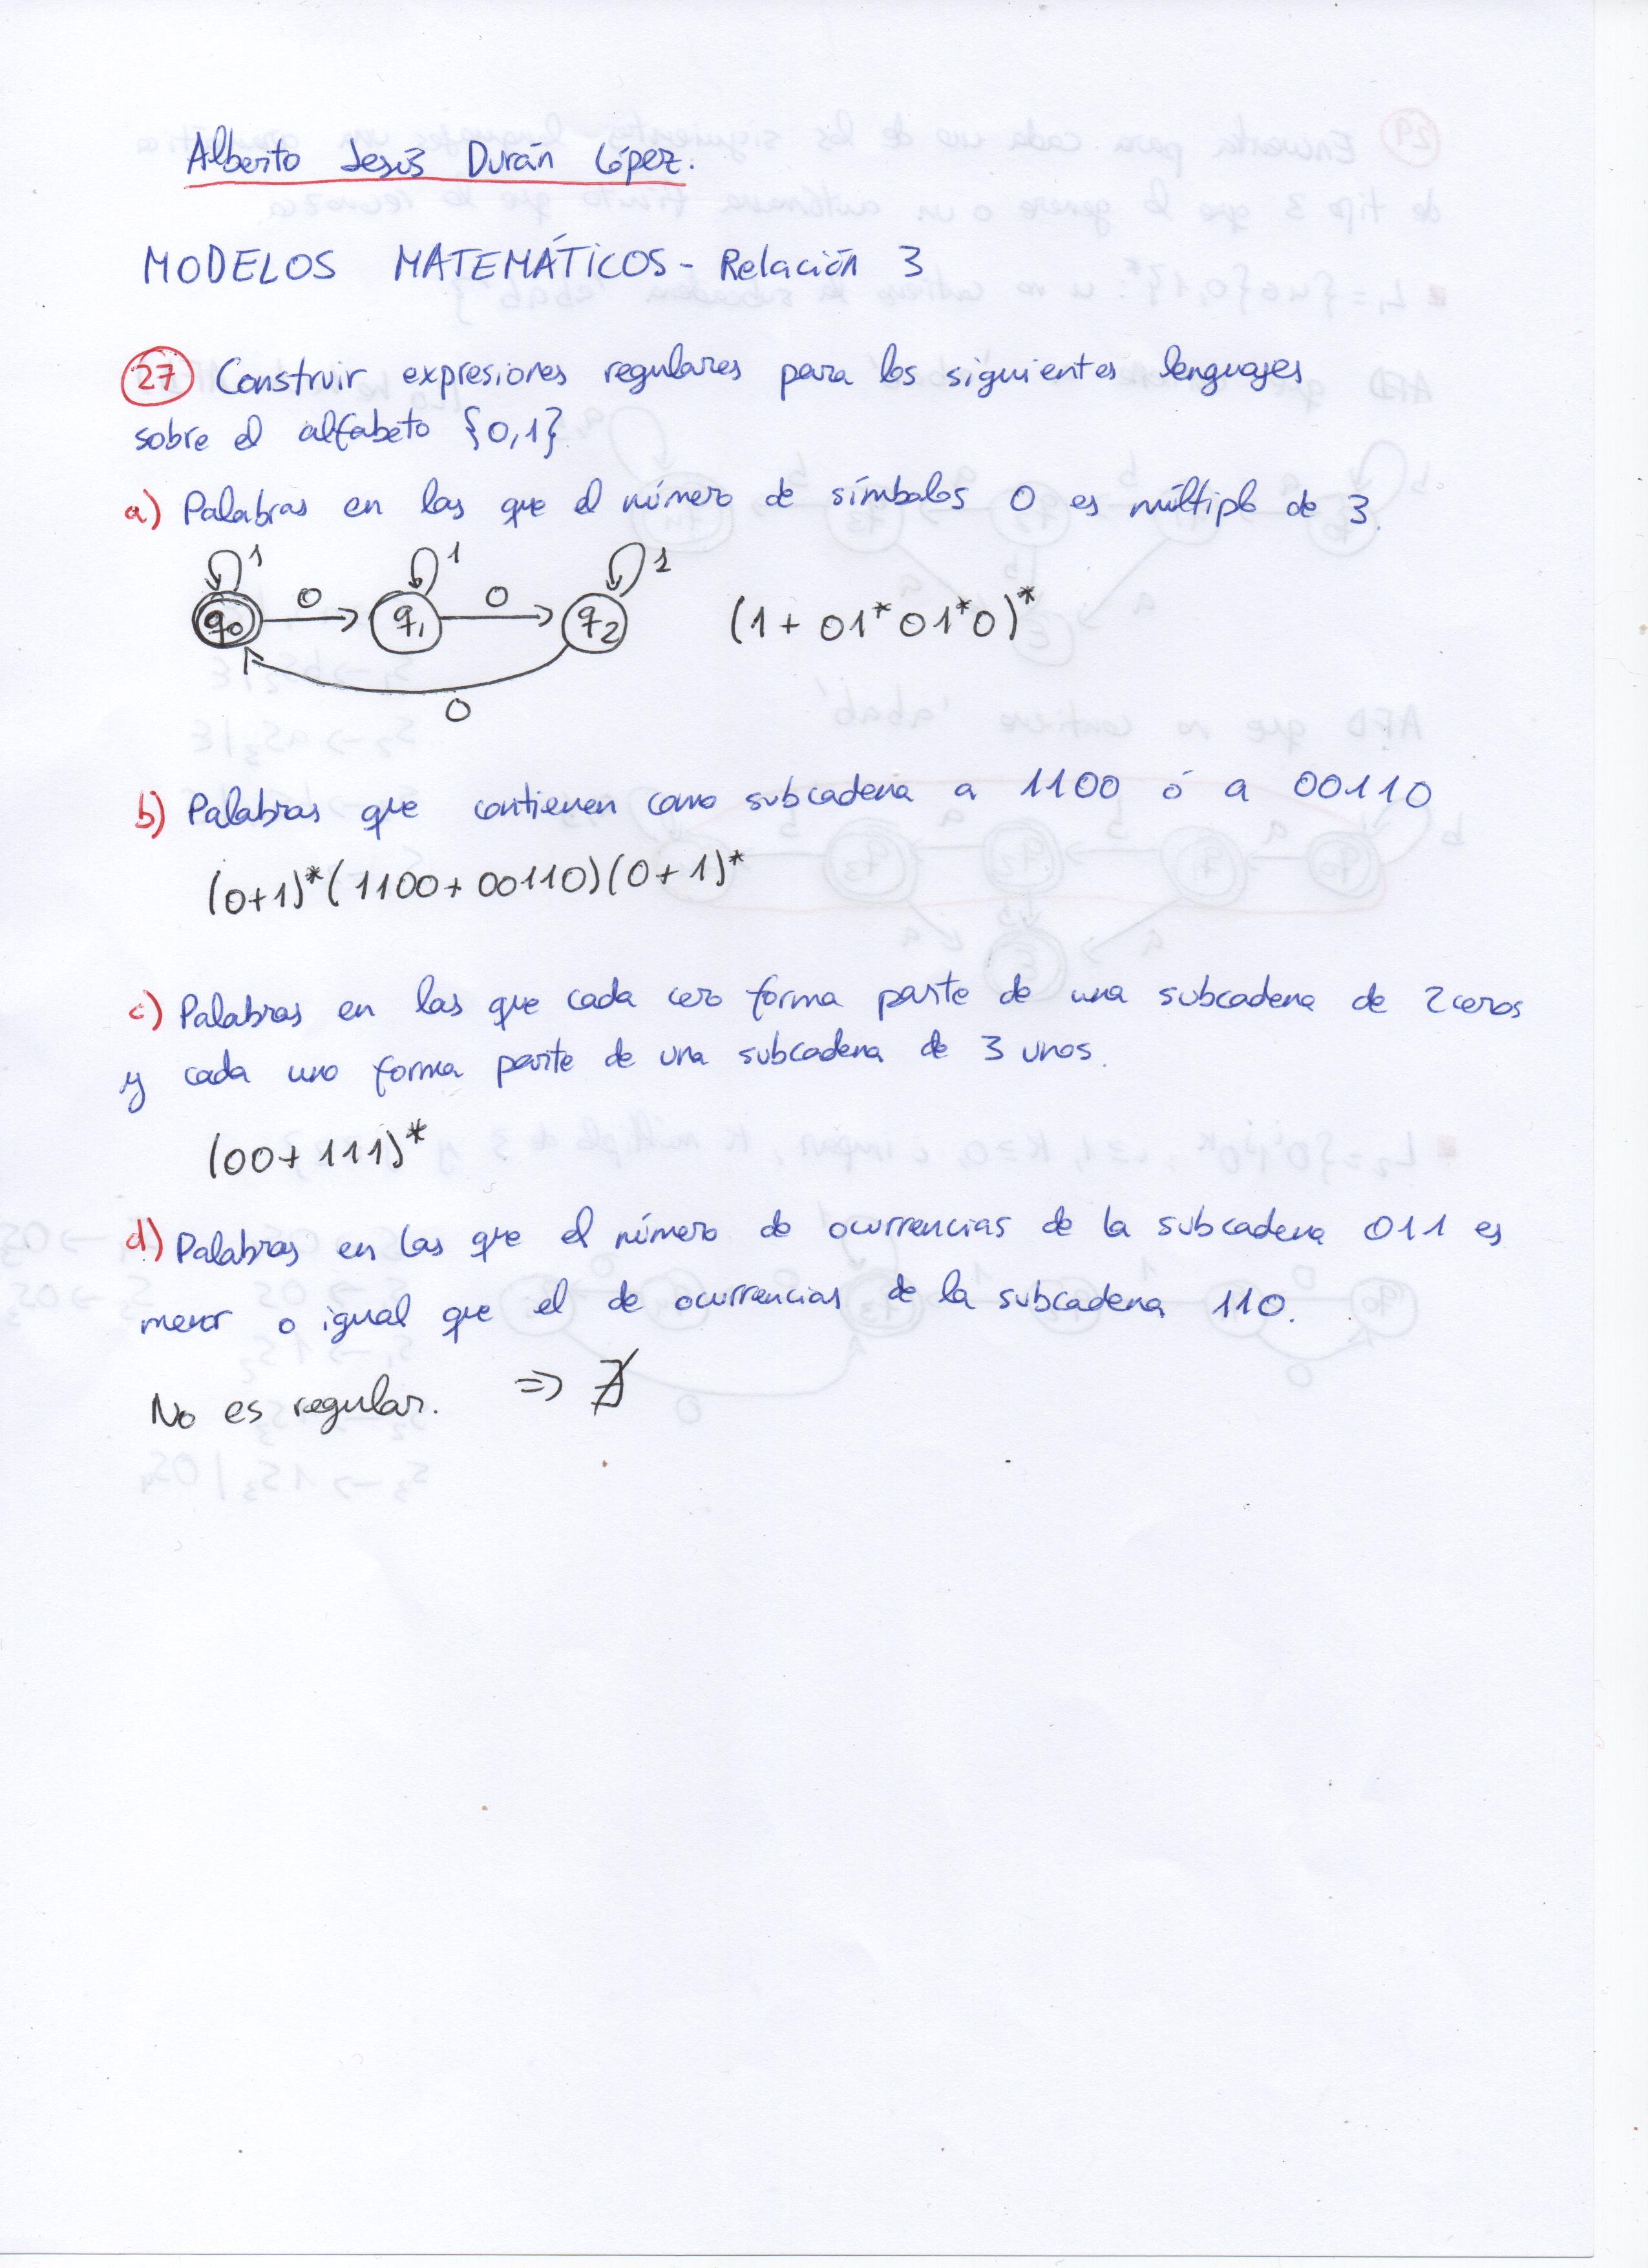 Alberto Jesús Durán López.
MODELOS MATEMÁTICOS - Relación 3
27 Construir expresiones regulares para los siguientes lenguajes
sobre el alfabeto {0,1}
a) Palabras en las que el número de símbolos 0 es múltiplo de 3.
1 1 1
q0 0 q1 0 q2 (1 + 01*01*0)*
0
b) Palabras que contienen como subcadena a 1100 ó a 00110
(0+1)*(1100+00110)(0+1)*
c) Palabras en las que cada cero forma parte de una subcadena de 2 ceros
y cada uno forma parte de una subcadena de 3 unos.
(00+111)*
d) Palabras en las que el número de ocurrencias de la subcadena 011 es
menor o igual que el de ocurrencias de la subcadena 110.
No es regular. => ∄